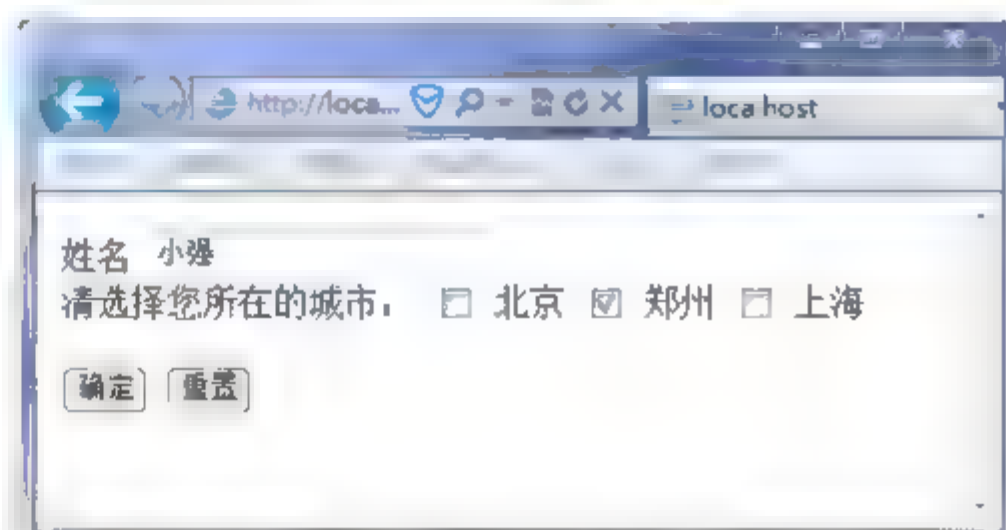 http://loca... localhost
姓名 小强
请选择您所在的城市： 北京 郑州 上海
确定 重置